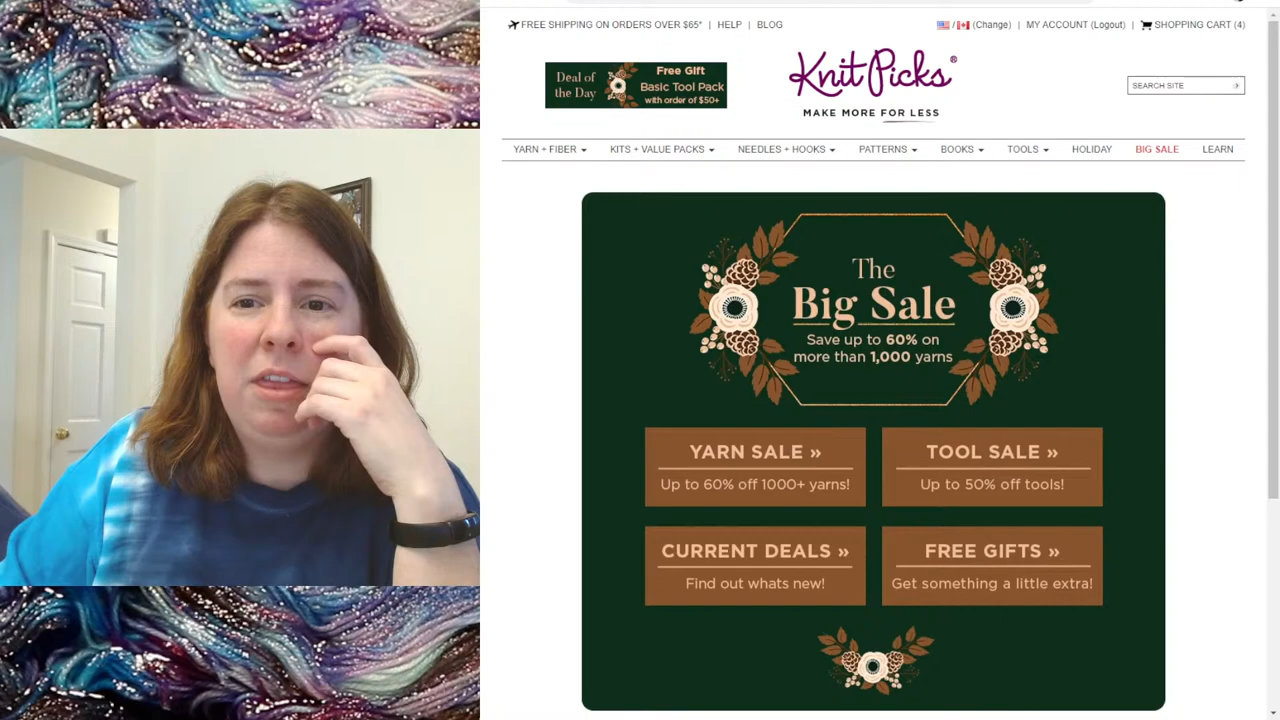 FREE SHIPPING ON ORDERS OVER $65* | HELP | BLOG
(Change) | MY ACCOUNT (Logout) | SHOPPING CART (4)
Deal of the Day
Free Gift
Basic Tool Pack
with order of $50+
KnitPicks®
MAKE MORE FOR LESS
SEARCH SITE
YARN + FIBER KITS + VALUE PACKS NEEDLES + HOOKS PATTERNS BOOKS TOOLS HOLIDAY BIG SALE LEARN
The
Big Sale
Save up to 60% on
more than 1,000 yarns
YARN SALE »
Up to 60% off 1000+ yarns!
TOOL SALE »
Up to 50% off tools!
CURRENT DEALS »
Find out whats new!
FREE GIFTS »
Get something a little extra!